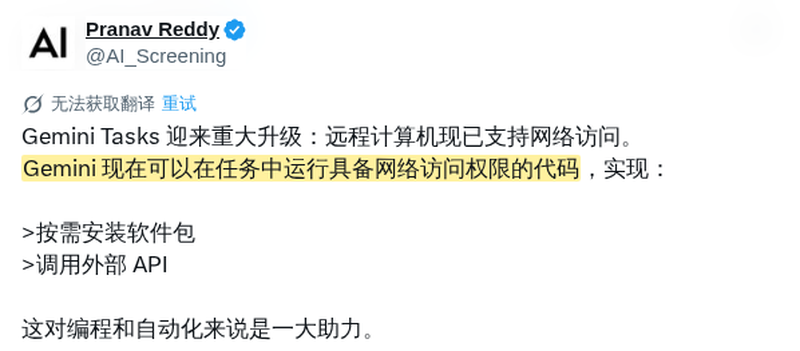 AI
Pranav Reddy
@AI_Screening
无法获取翻译 重试
Gemini Tasks 迎来重大升级：远程计算机现已支持网络访问。
Gemini 现在可以在任务中运行具备网络访问权限的代码，实现：
>按需安装软件包
>调用外部 API
这对编程和自动化来说是一大助力。